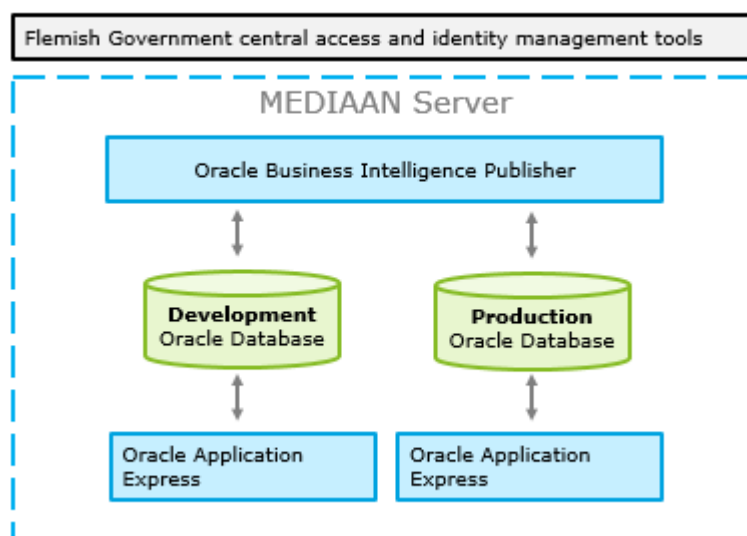 Flemish Government central access and identity management tools
MEDIAAN Server
Oracle Business Intelligence Publisher
Development
Oracle Database
Production
Oracle Database
Oracle Application
Express
Oracle Application
Express